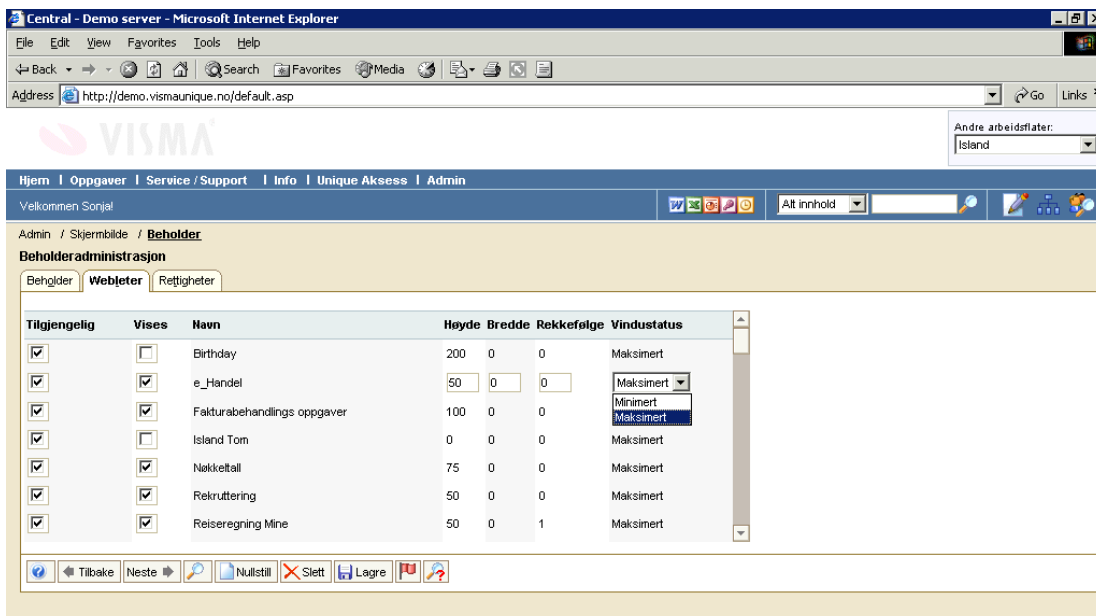 Central - Demo server - Microsoft Internet Explorer
File Edit View Favorites Tools Help
Back Search Favorites Media
Address http://demo.vismaunique.no/default.asp Go Links
VISMA
Andre arbeidsflater:
Island
Hjem | Oppgaver | Service / Support | Info | Unique Aksess | Admin
Velkommen Sonja! Alt innhold
Admin / Skjermbilde / Beholder
Beholderadministrasjon
Beholder Webleter Rettigheter
Tilgjengelig Vises Navn Høyde Bredde Rekkefølge Vindustatus
Birthday 200 0 0 Maksimert
e_Handel 50 0 0 Maksimert
Minimert
Maksimert
Fakturabehandlings oppgaver 100 0 0
Island Tom 0 0 0 Maksimert
Nøkkeltall 75 0 0 Maksimert
Rekruttering 50 0 0 Maksimert
Reiseregning Mine 50 0 1 Maksimert
Tilbake Neste Nullstill Slett Lagre